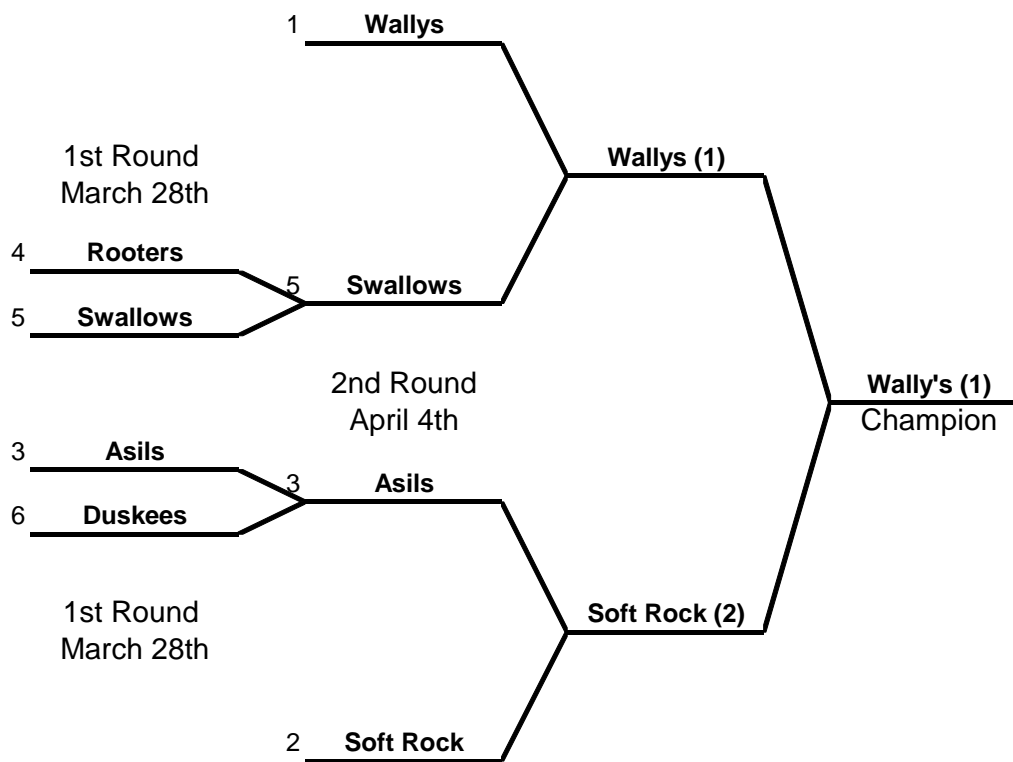 1 Wallys
1st Round
March 28th
Wallys (1)
4 Rooters
5 Swallows
5 Swallows
2nd Round
April 4th
Wally's (1)
Champion
3 Asils
3 Asils
6 Duskees
1st Round
March 28th
Soft Rock (2)
2 Soft Rock